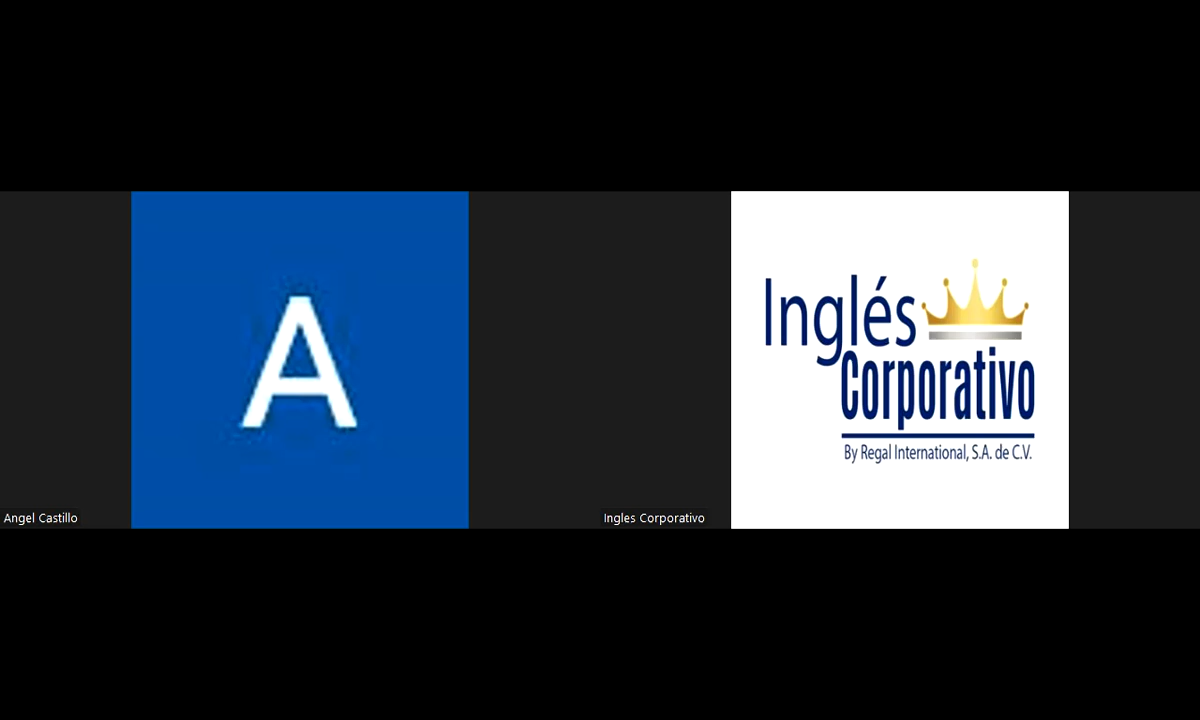 A
Angel Castillo
Inglés
Corporativo
By Regal International, S.A. de C.V.
Ingles Corporativo